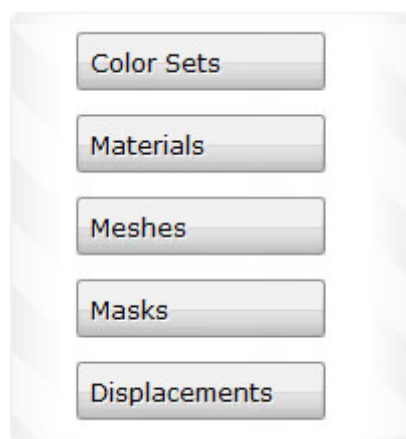 Color Sets
Materials
Meshes
Masks
Displacements